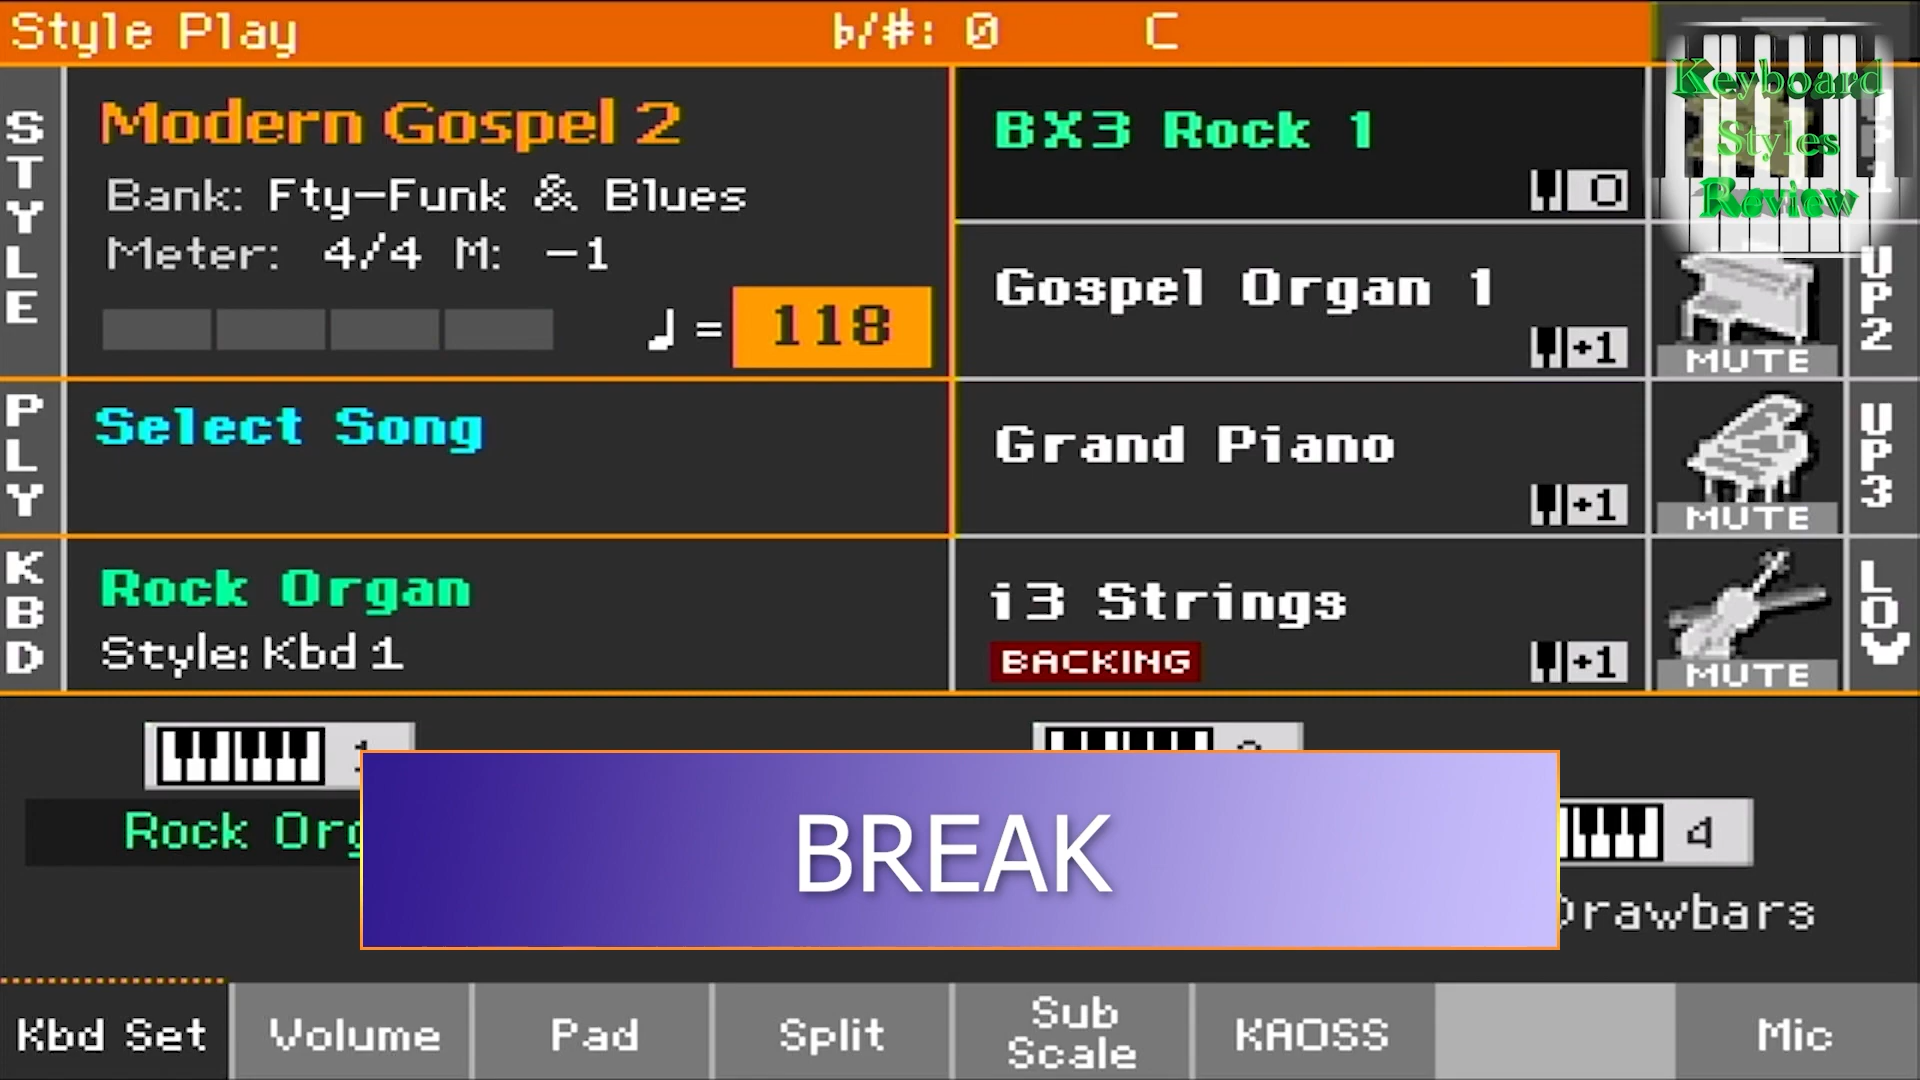 Style Play
♭/#: 0
C
STYLE
Modern Gospel 2
Bank: Fty-Funk & Blues
Meter: 4/4 M: -1
♩ = 118
PLY
Select Song
KBD
Rock Organ
Style: Kbd 1
BX3 Rock 1
0
Keyboard
Styles
Review
Gospel Organ 1
+1
MUTE
UP2
Grand Piano
+1
MUTE
UP3
i3 Strings
BACKING
+1
MUTE
LOW
Rock Org
BREAK
4
Drawbars
Kbd Set
Volume
Pad
Split
Sub
Scale
KAOSS
Mic